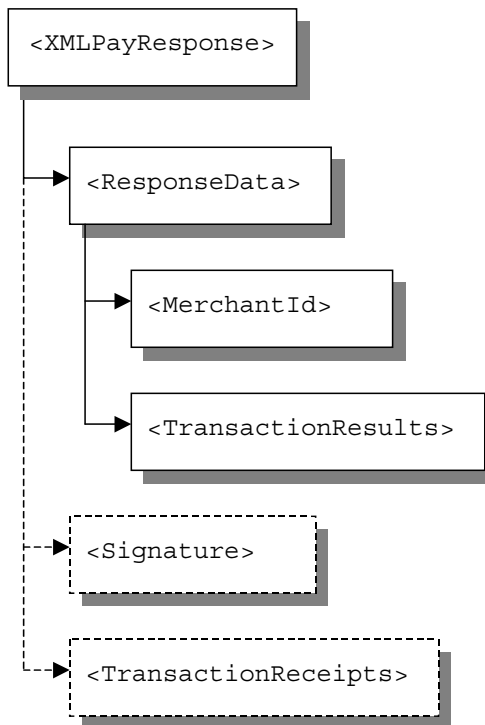 <XMLPayResponse>
<ResponseData>
<MerchantId>
<TransactionResults>
<Signature>
<TransactionReceipts>